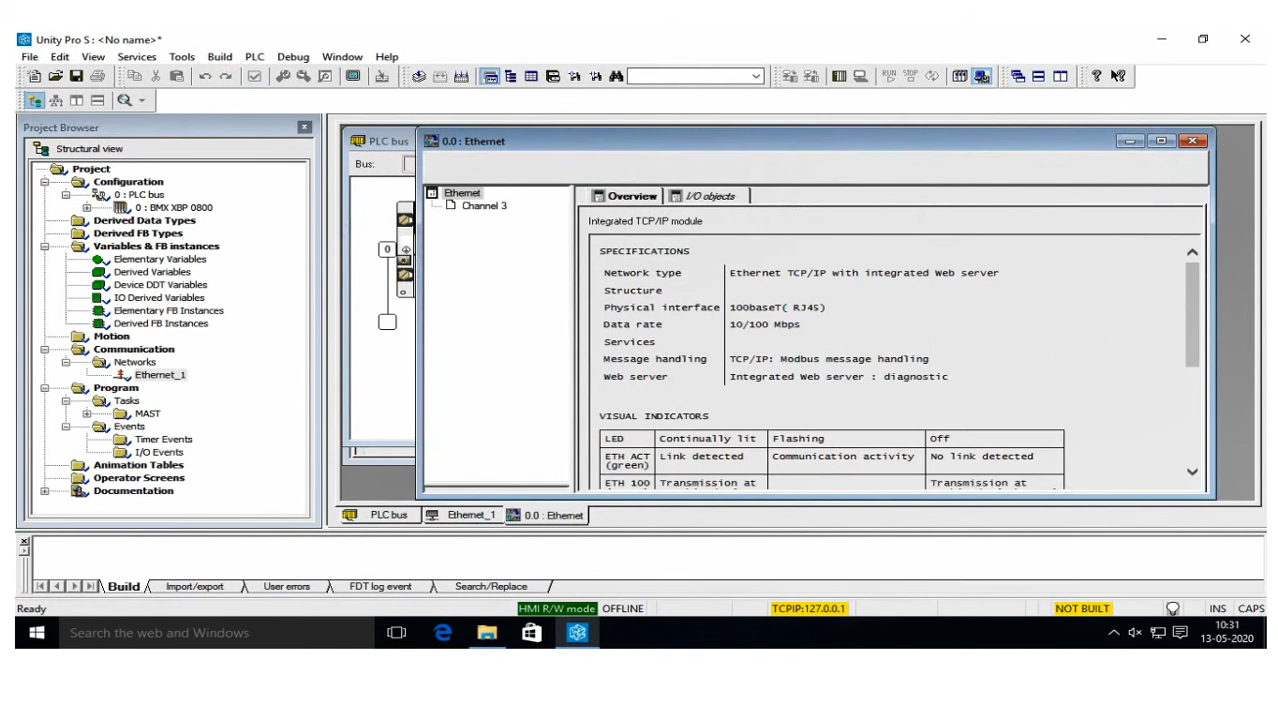 Unity Pro S : <No name>*
File Edit View Services Tools Build PLC Debug Window Help
Project Browser
Structural view
Project
Configuration
0 : PLC bus
0 : BMX XBP 0800
Derived Data Types
Derived FB Types
Variables & FB instances
Elementary Variables
Derived Variables
Device DDT Variables
IO Derived Variables
Elementary FB Instances
Derived FB Instances
Motion
Communication
Networks
Ethernet_1
Program
Tasks
MAST
Events
Timer Events
I/O Events
Animation Tables
Operator Screens
Documentation
PLC bus
Bus:
0
0.0 : Ethernet
Ethernet
Channel 3
Overview I/O objects
Integrated TCP/IP module
SPECIFICATIONS
Network type Ethernet TCP/IP with integrated Web server
Structure
Physical interface 100baseT( RJ45)
Data rate 10/100 Mbps
Services
Message handling TCP/IP: Modbus message handling
Web server Integrated Web server : diagnostic
VISUAL INDICATORS
LED Continually lit Flashing Off
ETH ACT (green) Link detected Communication activity No link detected
ETH 100 Transmission at Transmission at
PLC bus Ethernet_1 0.0 : Ethernet
Build Import/export User errors FDT log event Search/Replace
Ready HMI R/W mode OFFLINE TCPIP:127.0.0.1 NOT BUILT INS CAPS
Search the web and Windows
10:31
13-05-2020